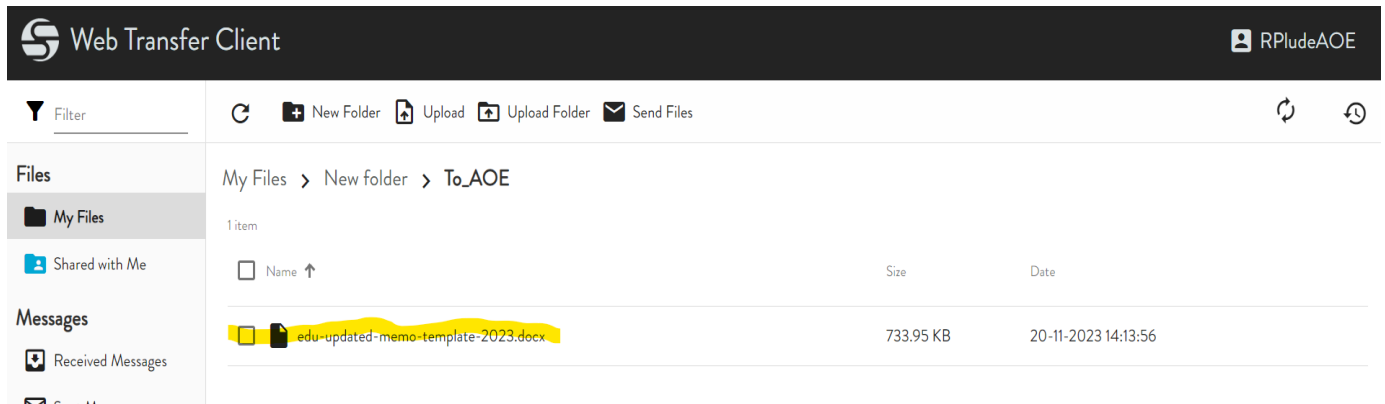 Web Transfer Client
RPludeAOE
Filter
New Folder Upload Upload Folder Send Files
Files
My Files
Shared with Me
Messages
Received Messages
My Files > New folder > To_AOE
1 item
Name Size Date
edu-updated-memo-template-2023.docx 733.95 KB 20-11-2023 14:13:56